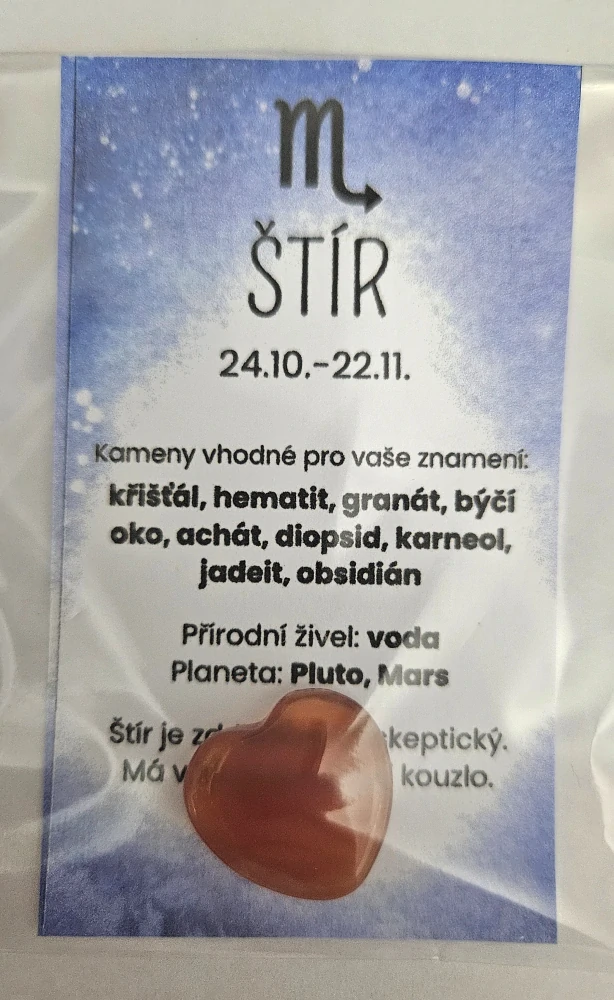 ŠTÍR
24.10.-22.11.
Kameny vhodné pro vaše znamení:
křišťál, hematit, granát, býčí
oko, achát, diopsid, karneol,
jadeit, obsidián
Přírodní živel: voda
Planeta: Pluto, Mars
Štír je
Má kouzlo.